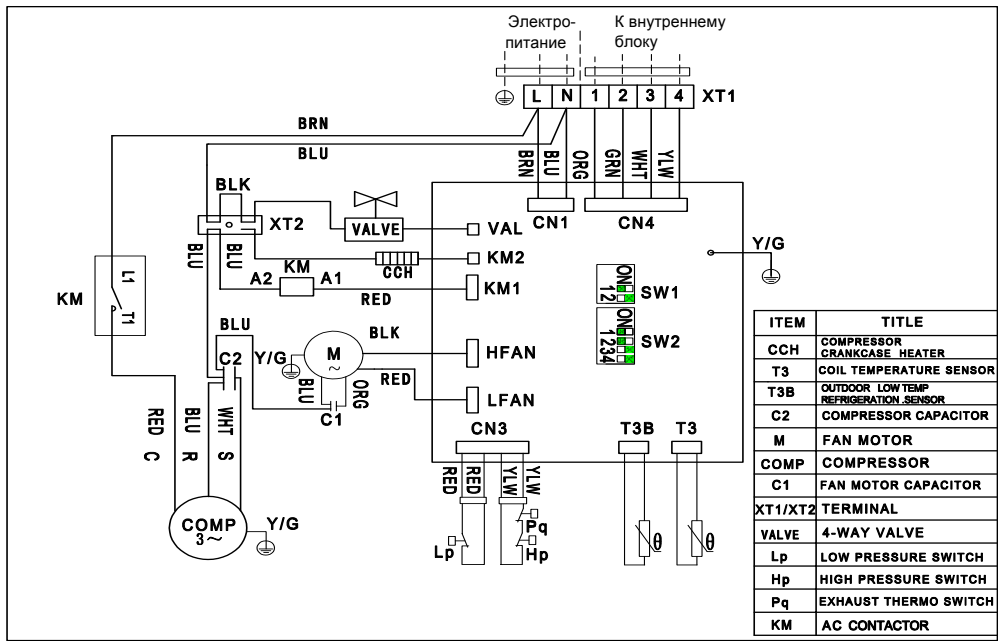 Электро-
питание
К внутреннему
блоку
L N 1 2 3 4 XT1
BRN
BLU
BRN
BLU
ORG
GRN
WHT
YLW
BLK
XT2
VALVE
VAL
CN1
CN4
Y/G
BLU
BLU
KM
CCH
KM2
A2
A1
KM1
RED
ON
12
SW1
ON
1234
SW2
KM
L1
T1
BLU
C2
Y/G
M
~
BLK
HFAN
RED
LFAN
BLU
ORG
C1
CN3
T3B
T3
RED C
BLU R
WHT S
RED
RED
YLW
YLW
COMP
3~
Y/G
Lp
Pq
Hp
θ
θ
ITEM TITLE
CCH COMPRESSOR
CRANKCASE HEATER
T3 COIL TEMPERATURE SENSOR
T3B OUTDOOR LOW TEMP
REFRIGERATION .SENSOR
C2 COMPRESSOR CAPACITOR
M FAN MOTOR
COMP COMPRESSOR
C1 FAN MOTOR CAPACITOR
XT1/XT2 TERMINAL
VALVE 4-WAY VALVE
Lp LOW PRESSURE SWITCH
Hp HIGH PRESSURE SWITCH
Pq EXHAUST THERMO SWITCH
KM AC CONTACTOR